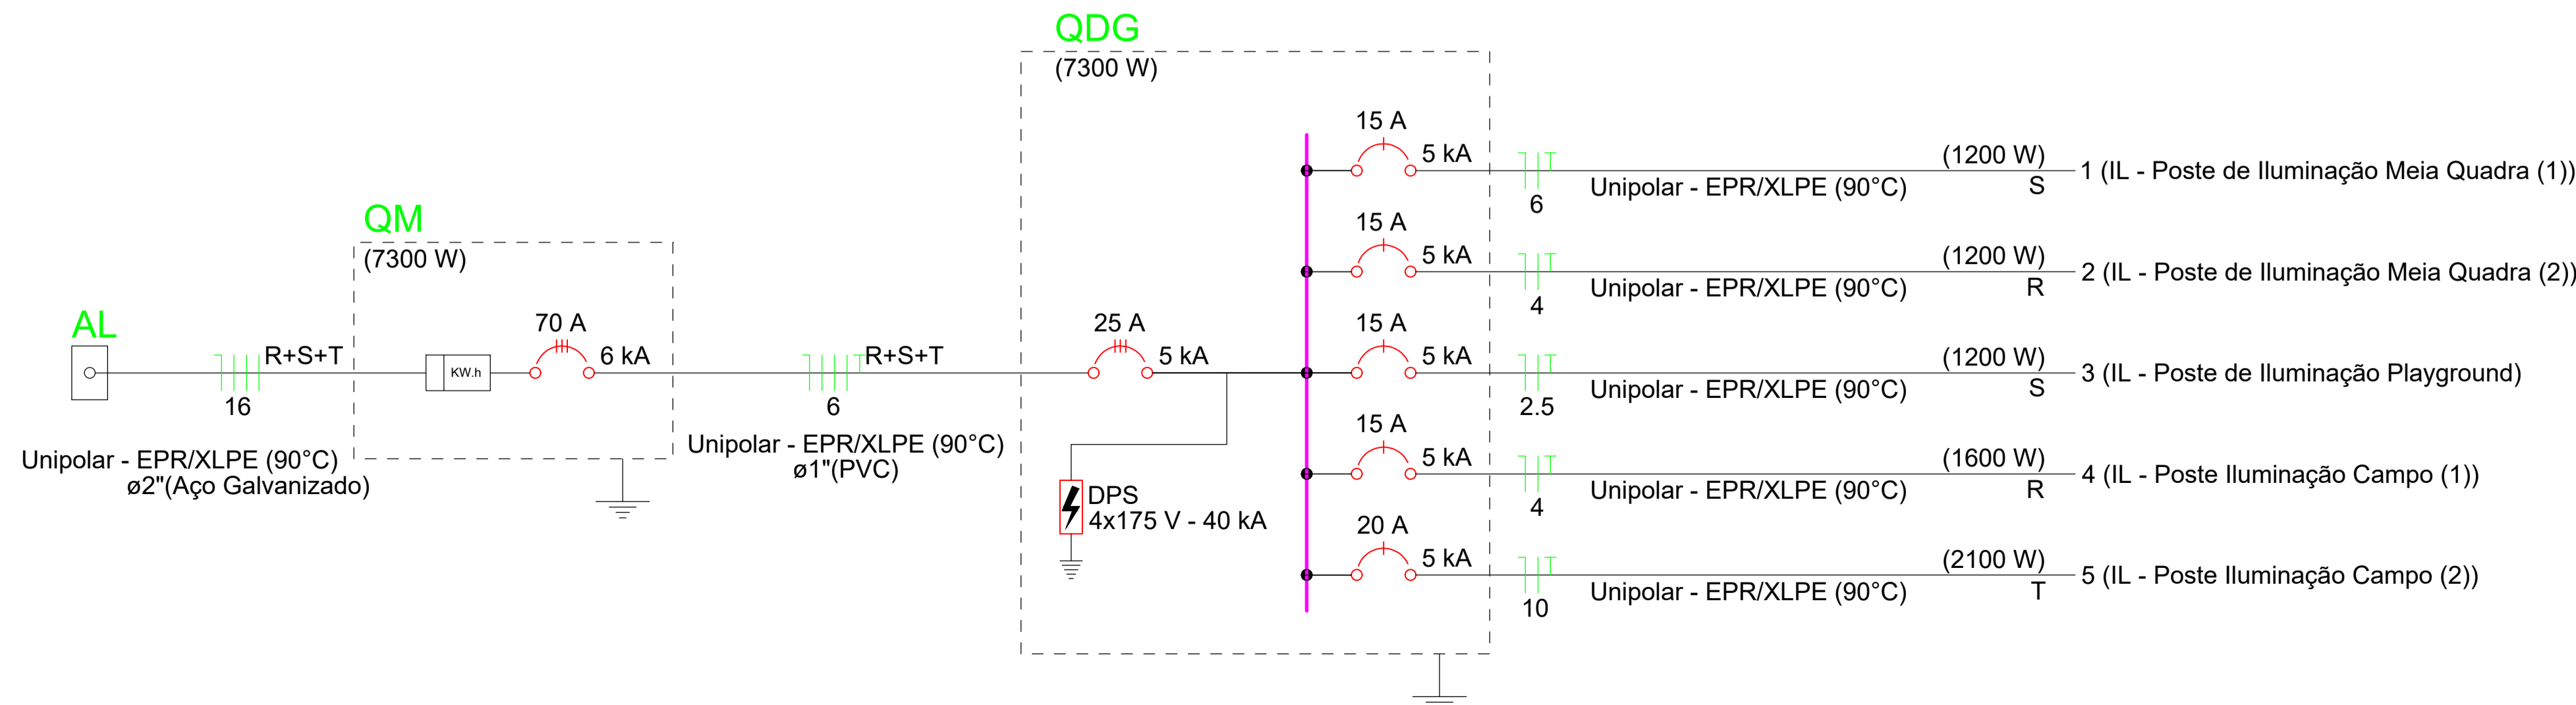 QDG
(7300 W)
15 A
5 kA
6
Unipolar - EPR/XLPE (90°C)
(1200 W)
S
1 (IL - Poste de Iluminação Meia Quadra (1))
15 A
5 kA
4
Unipolar - EPR/XLPE (90°C)
(1200 W)
R
2 (IL - Poste de Iluminação Meia Quadra (2))
QM
(7300 W)
AL
R+S+T
16
Unipolar - EPR/XLPE (90°C)
ø2"(Aço Galvanizado)
KW.h
70 A
6 kA
R+S+T
6
Unipolar - EPR/XLPE (90°C)
ø1"(PVC)
25 A
5 kA
DPS
4x175 V - 40 kA
15 A
5 kA
2.5
Unipolar - EPR/XLPE (90°C)
(1200 W)
S
3 (IL - Poste de Iluminação Playground)
15 A
5 kA
4
Unipolar - EPR/XLPE (90°C)
(1600 W)
R
4 (IL - Poste Iluminação Campo (1))
20 A
5 kA
10
Unipolar - EPR/XLPE (90°C)
(2100 W)
T
5 (IL - Poste Iluminação Campo (2))